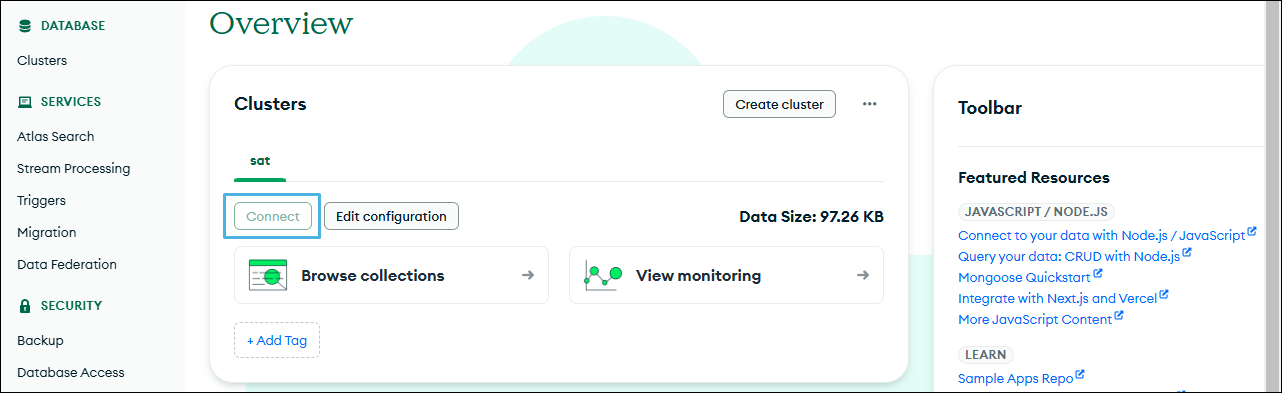 DATABASE
Clusters
SERVICES
Atlas Search
Stream Processing
Triggers
Migration
Data Federation
SECURITY
Backup
Database Access
Overview
Clusters
Create cluster
sat
Connect
Edit configuration
Data Size: 97.26 KB
Browse collections
View monitoring
+ Add Tag
Toolbar
Featured Resources
JAVASCRIPT / NODE.JS
Connect to your data with Node.js / JavaScript
Query your data: CRUD with Node.js
Mongoose Quickstart
Integrate with Next.js and Vercel
More JavaScript Content
LEARN
Sample Apps Repo